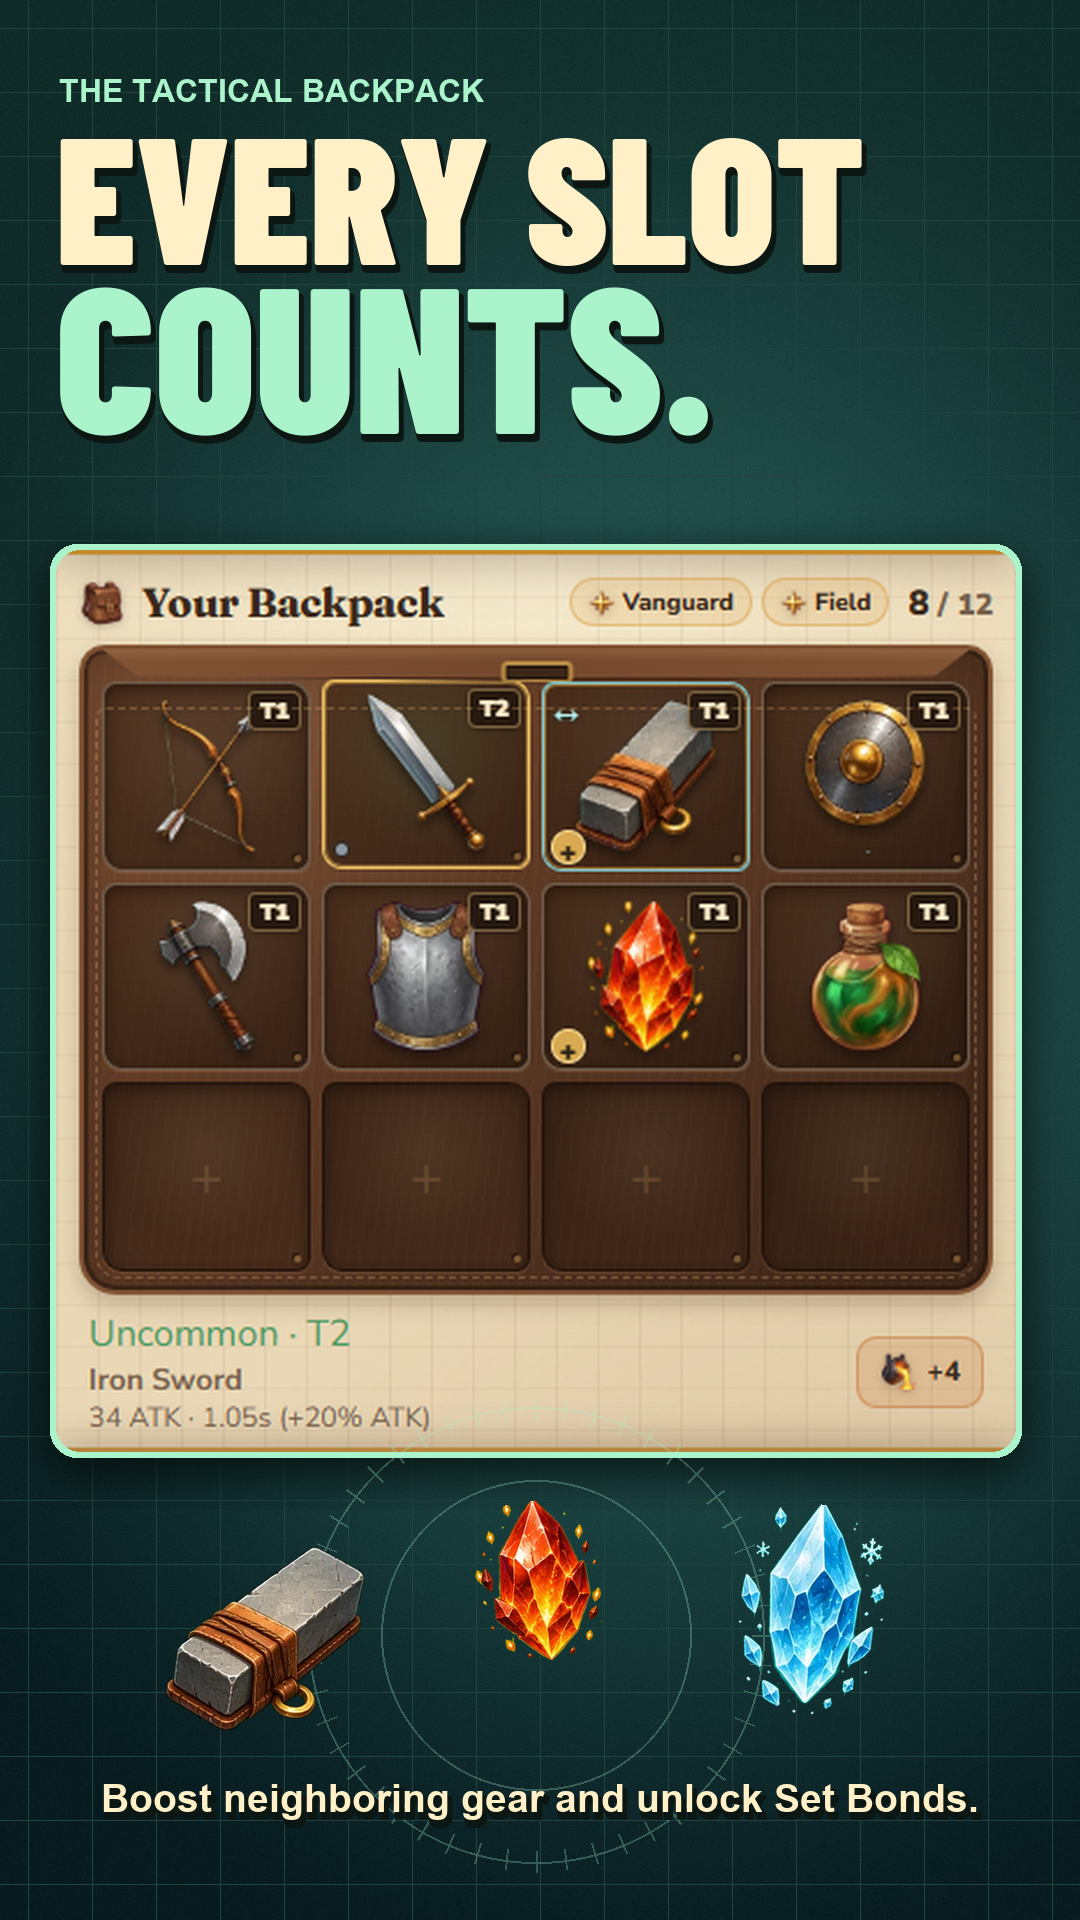 THE TACTICAL BACKPACK
EVERY SLOT
COUNTS.
Your Backpack
Vanguard
Field
8 / 12
T1
T2
T1
T1
T1
T1
T1
T1
Uncommon · T2
Iron Sword
34 ATK · 1.05s (+20% ATK)
+4
Boost neighboring gear and unlock Set Bonds.